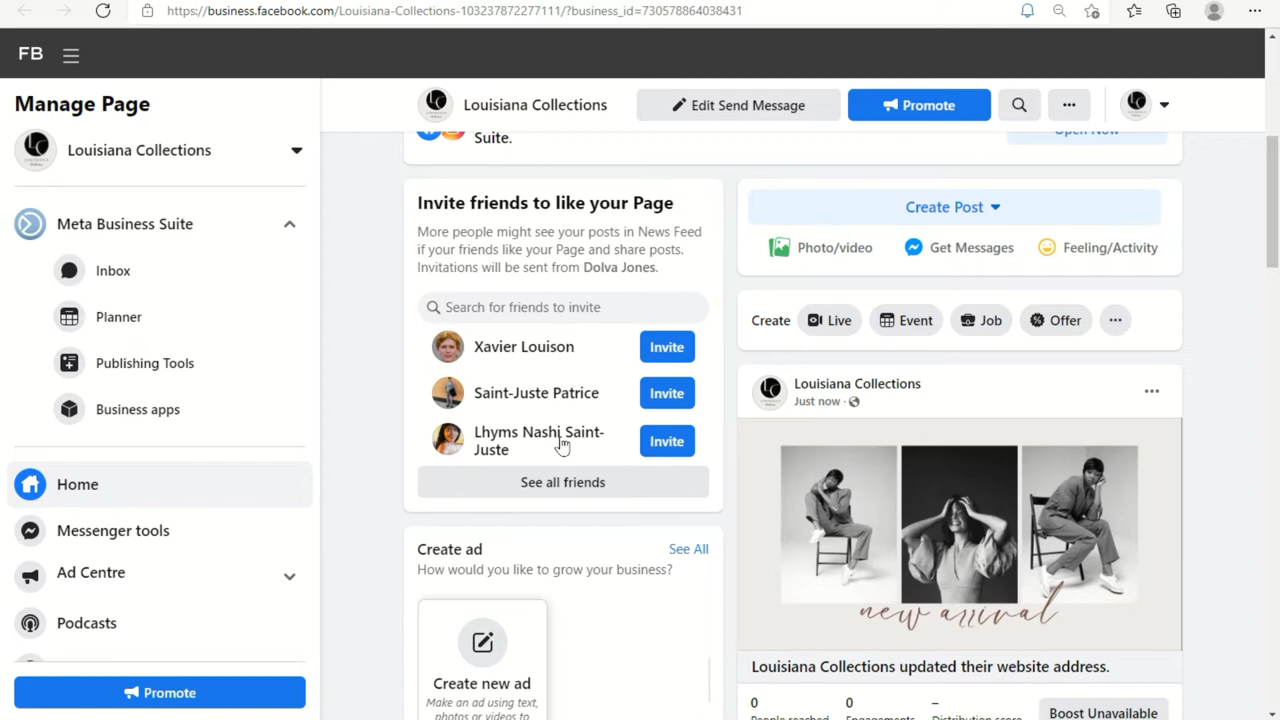 https://business.facebook.com/Louisiana-Collections-103237872277111/?business_id=730578864038431
FB
Manage Page
Louisiana Collections
Meta Business Suite
Inbox
Planner
Publishing Tools
Business apps
Home
Messenger tools
Ad Centre
Podcasts
Promote
LC
Louisiana Collections
Edit Send Message
Promote
Suite.
Open Now
Invite friends to like your Page
More people might see your posts in News Feed
if your friends like your Page and share posts.
Invitations will be sent from Dolva Jones.
Search for friends to invite
Xavier Louison
Invite
Saint-Juste Patrice
Invite
Lhyms Nashi Saint-
Juste
Invite
See all friends
Create ad
See All
How would you like to grow your business?
Create new ad
Make an ad using text,
photos or videos to
Create Post
Photo/video
Get Messages
Feeling/Activity
Create
Live
Event
Job
Offer
Louisiana Collections
Just now ·
new arrival
Louisiana Collections updated their website address.
0
0
–
People reached
Engagements
Distribution score
Boost Unavailable